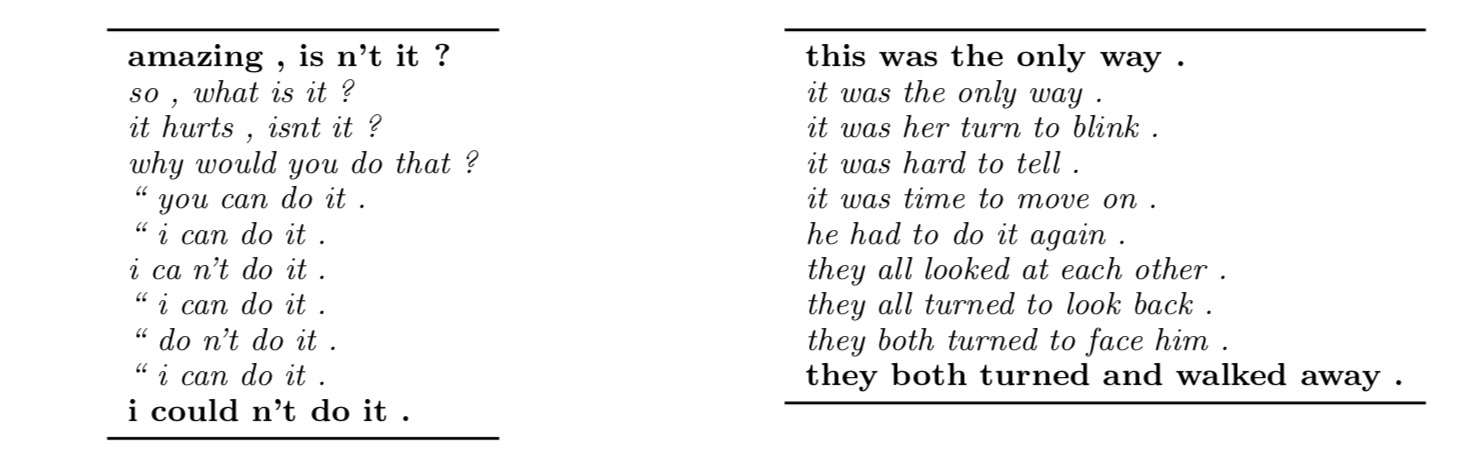 amazing , is n't it ?
so , what is it ?
it hurts , isnt it ?
why would you do that ?
“ you can do it .
“ i can do it .
i ca n't do it .
“ i can do it .
“ do n't do it .
“ i can do it .
i could n't do it .
this was the only way .
it was the only way .
it was her turn to blink .
it was hard to tell .
it was time to move on .
he had to do it again .
they all looked at each other .
they all turned to look back .
they both turned to face him .
they both turned and walked away .